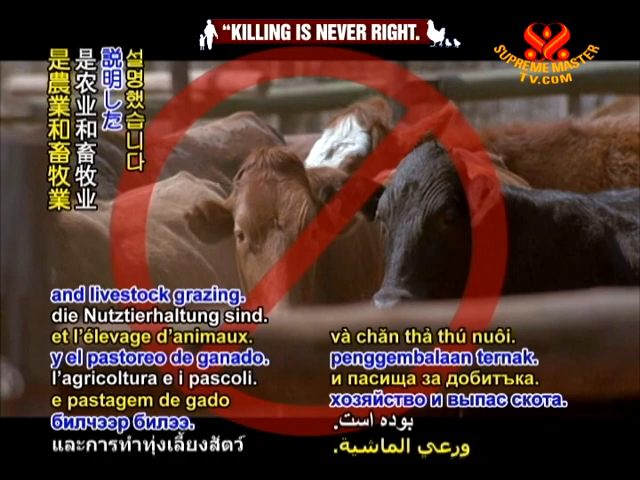 “KILLING IS NEVER RIGHT.
SUPREME MASTER
TV.COM
설명했습니다
説明した
是农业和畜牧业
是農業和畜牧業
and livestock grazing.
die Nutztierhaltung sind.
et l’élevage d’animaux.
y el pastoreo de ganado.
l’agricoltura e i pascoli.
e pastagem de gado
билчээр билээ.
และการทำทุ่งเลี้ยงสัตว์
và chăn thả thú nuôi.
penggembalaan ternak.
и пасища за добитъка.
хозяйство и выпас скота.
بوده است.
ورعي الماشية.